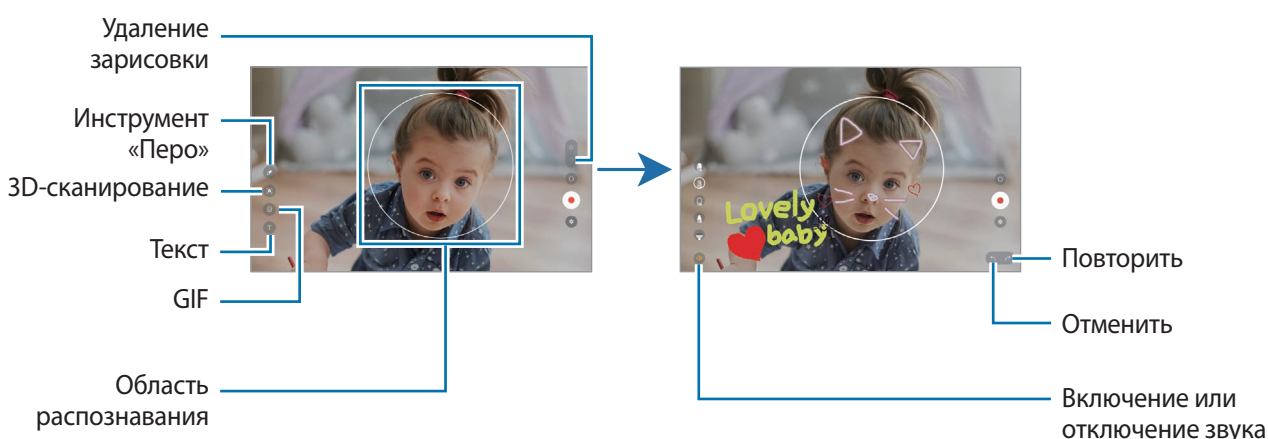 Удаление
зарисовки
Инструмент
«Перо»
3D-сканирование
Текст
GIF
Область
распознавания
Lovely
baby
Повторить
Отменить
Включение или
отключение звука